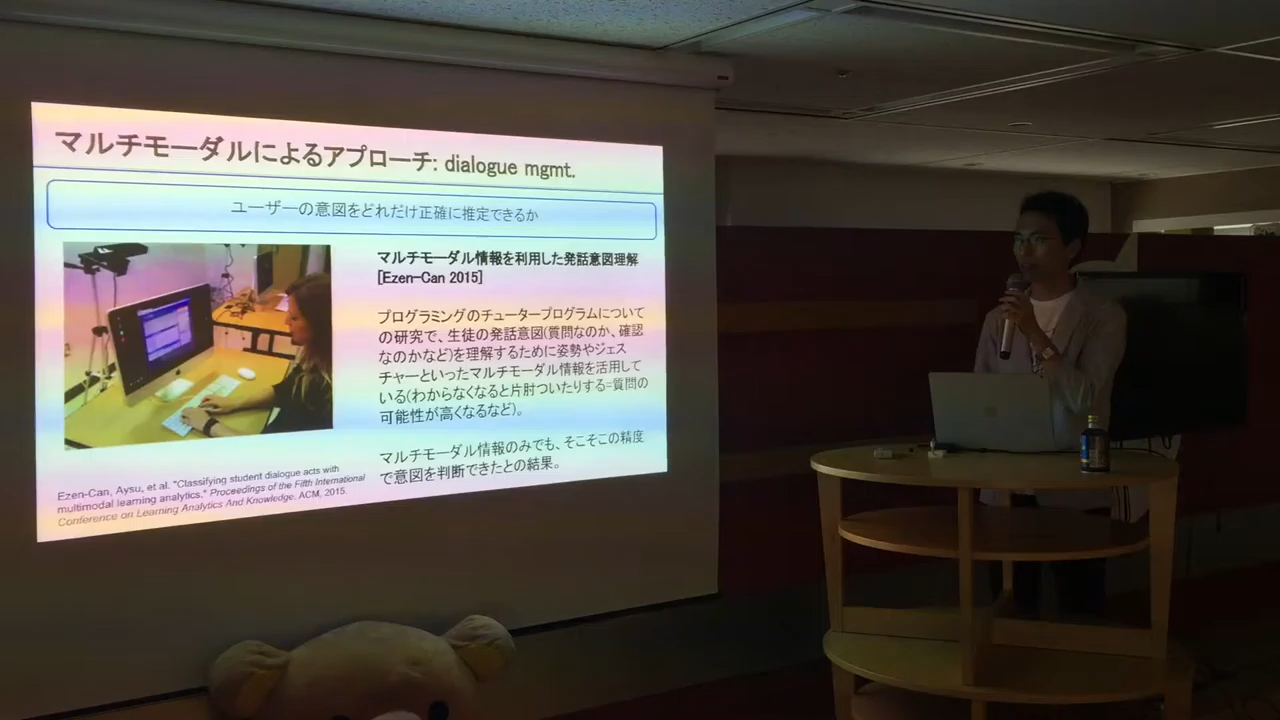 マルチモーダルによるアプローチ: dialogue mgmt.
ユーザーの意図をどれだけ正確に推定できるか
マルチモーダル情報を利用した発話意図理解
[Ezen-Can 2015]
プログラミングのチュータープログラムについて
の研究で、生徒の発話意図(質問なのか、確認
なのかなど)を理解するために姿勢やジェス
チャーといったマルチモーダル情報を活用して
いる(わからなくなると片肘ついたりする=質問の
可能性が高くなるなど)。
マルチモーダル情報のみでも、そこそこの精度
で意図を判断できたとの結果。
Ezen-Can, Aysu, et al. "Classifying student dialogue acts with
multimodal learning analytics." Proceedings of the Fifth International
Conference on Learning Analytics And Knowledge. ACM, 2015.